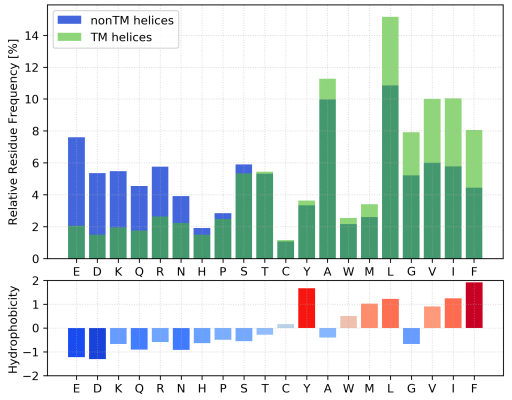 nonTM helices
TM helices
Relative Residue Frequency [%]
14
12
10
8
6
4
2
0
E D K Q R N H P S T C Y A W M L G V I F
Hydrophobicity
2
1
0
−1
−2
E D K Q R N H P S T C Y A W M L G V I F